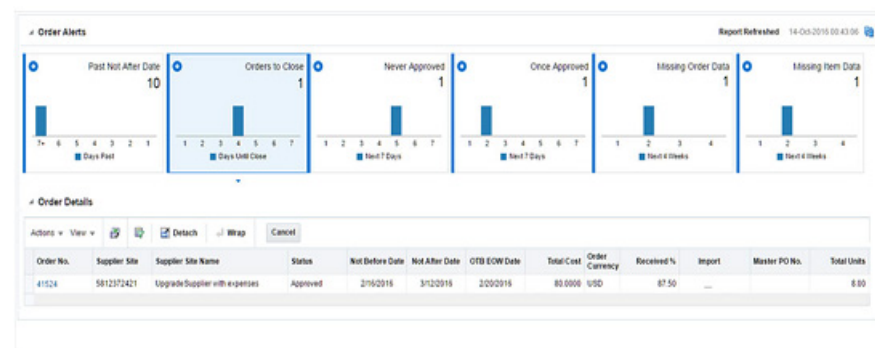 Order Alerts
Report Refreshed 14-Oct-2016 00:43:06
Past Not After Date
10
7+ 6 5 4 3 2 1
Days Past
Orders to Close
1
1 2 3 4 5 6 7
Days Until Close
Never Approved
1
1 2 3 4 5 6 7
Next 7 Days
Once Approved
1
1 2 3 4 5 6 7
Next 7 Days
Missing Order Data
1
1 2 3 4
Next 4 Weeks
Missing Item Data
1
1 2 3 4
Next 4 Weeks
Order Details
Actions View Detach Wrap Cancel
Order No. Supplier Site Supplier Site Name Status Not Before Date Not After Date OTB EOW Date Total Cost Order Currency Received % Import Master PO No. Total Units
41524 5812372421 UpgradeSupplier with expenses Approved 2/16/2016 3/12/2016 2/20/2016 80.0000 USD 87.50 __ 8.00